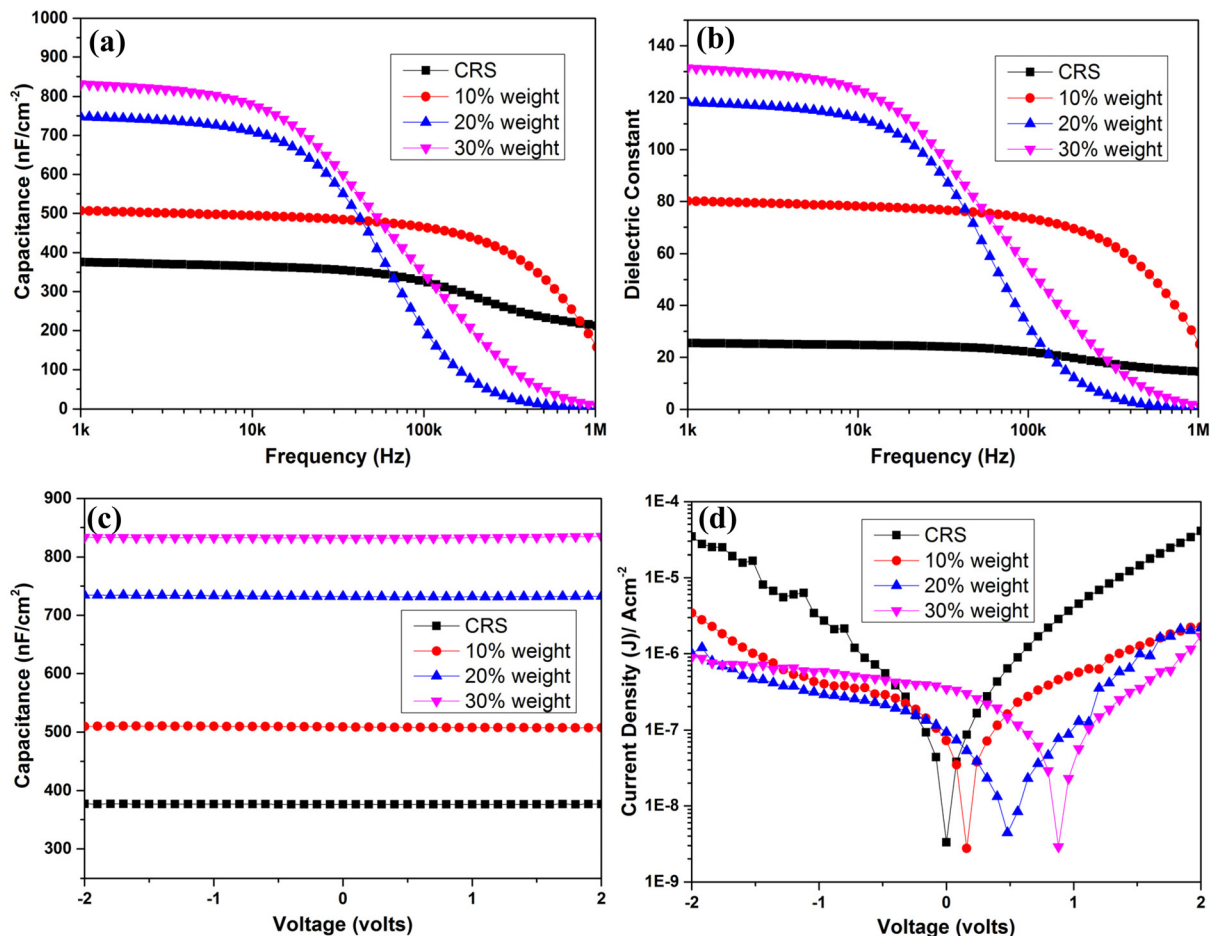 (a)
1000
900
800
700
600
500
400
300
200
100
0
Capacitance (nF/cm⁻²)
CRS
10% weight
20% weight
30% weight
1k
10k
100k
1M
Frequency (Hz)
(b)
140
120
100
80
60
40
20
0
Dielectric Constant
CRS
10% weight
20% weight
30% weight
1k
10k
100k
1M
Frequency (Hz)
(c)
900
800
700
600
500
400
300
Capacitance (nF/cm²)
CRS
10% weight
20% weight
30% weight
-2
-1
0
1
2
Voltage (volts)
(d)
1E-4
1E-5
1E-6
1E-7
1E-8
1E-9
Current Density (J)/ Acm⁻²
CRS
10% weight
20% weight
30% weight
-2
-1
0
1
2
Voltage (volts)